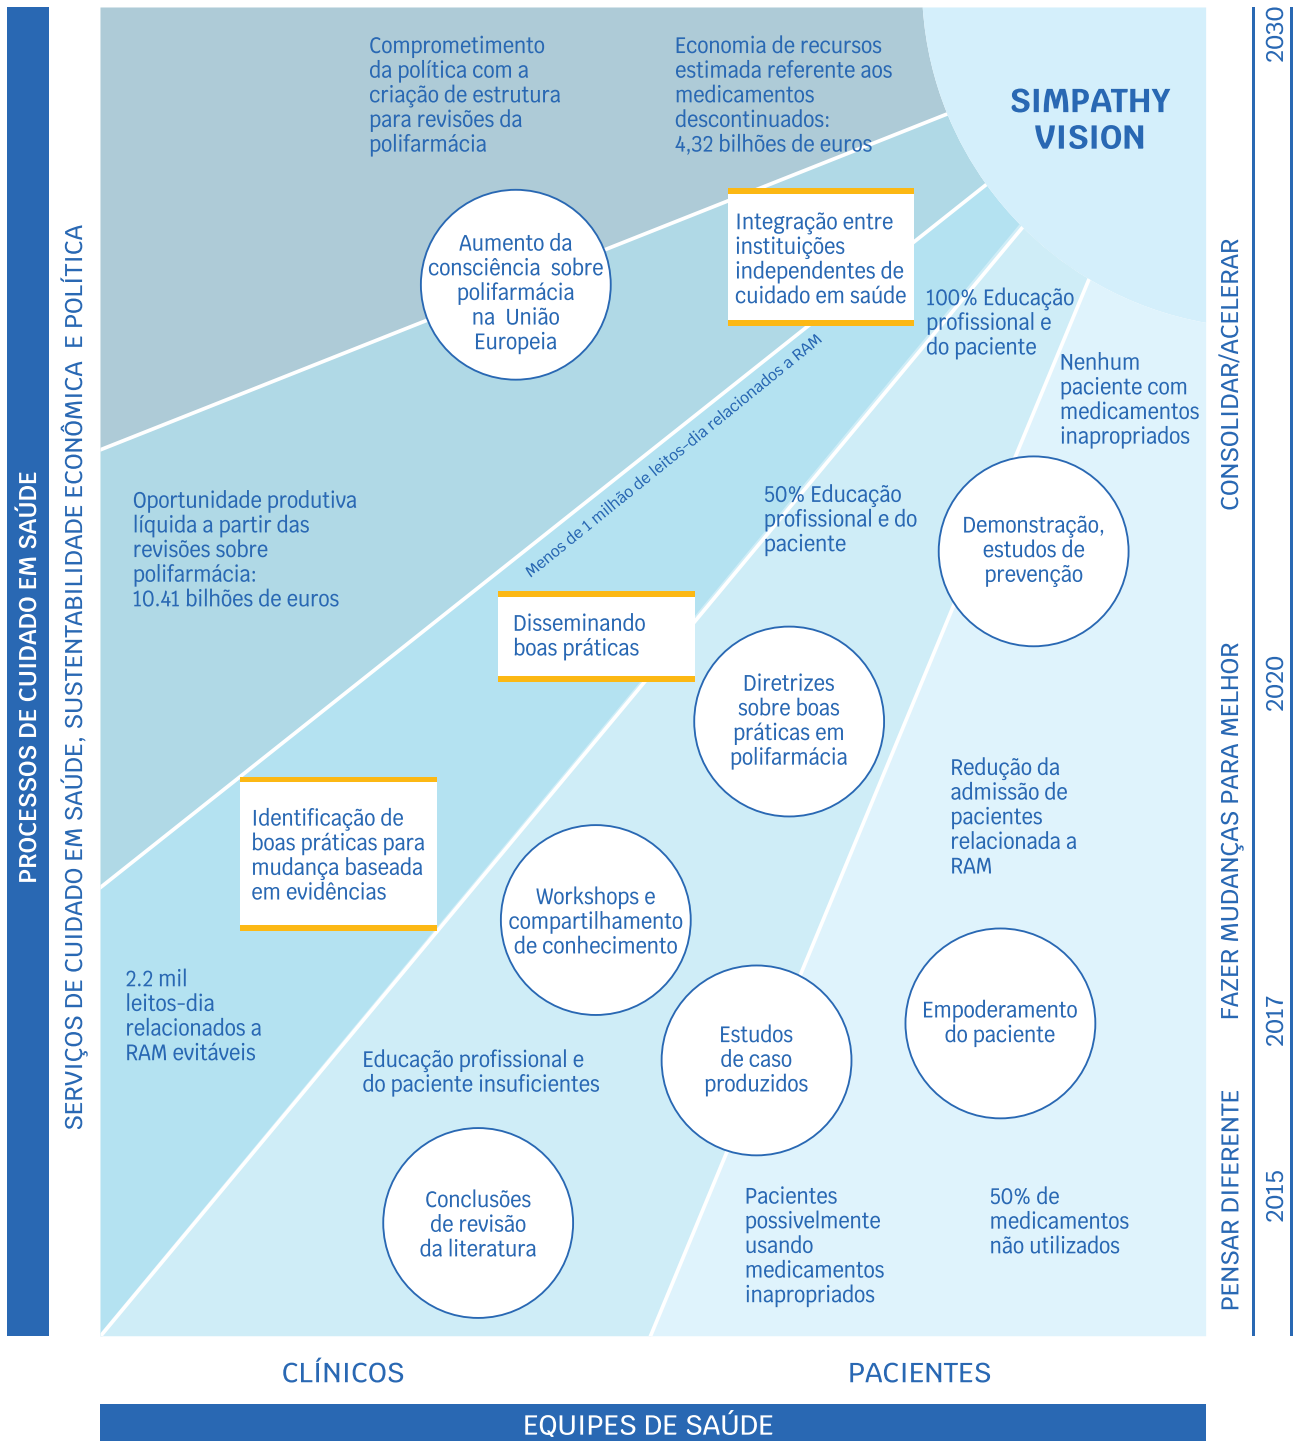 Comprometimento
da política com a
criação de estrutura
para revisões da
polifarmácia
Economia de recursos
estimada referente aos
medicamentos
descontinuados:
4,32 bilhões de euros
SIMPATHY
VISION
Aumento da
consciência sobre
polifarmácia
na União
Europeia
Integração entre
instituições
independentes de
cuidado em saúde
100% Educação
profissional e
do paciente
Nenhum
paciente com
medicamentos
inapropriados
Menos de 1 milhão de leitos-dia relacionados a RAM
Oportunidade produtiva
líquida a partir das
revisões sobre
polifarmácia:
10.41 bilhões de euros
50% Educação
profissional e do
paciente
Demonstração,
estudos de
prevenção
Disseminando
boas práticas
Diretrizes
sobre boas
práticas em
polifarmácia
Redução da
admissão de
pacientes
relacionada a
RAM
Identificação de
boas práticas para
mudança baseada
em evidências
Workshops e
compartilhamento
de conhecimento
2.2 mil
leitos-dia
relacionados a
RAM evitáveis
Estudos
de caso
produzidos
Empoderamento
do paciente
Educação profissional e
do paciente insuficientes
Conclusões
de revisão
da literatura
Pacientes
possivelmente
usando
medicamentos
inapropriados
50% de
medicamentos
não utilizados
PROCESSOS DE CUIDADO EM SAÚDE
SERVIÇOS DE CUIDADO EM SAÚDE, SUSTENTABILIDADE ECONÔMICA E POLÍTICA
CONSOLIDAR/ACELERAR
FAZER MUDANÇAS PARA MELHOR
PENSAR DIFERENTE
2030
2020
2017
2015
CLÍNICOS
PACIENTES
EQUIPES DE SAÚDE